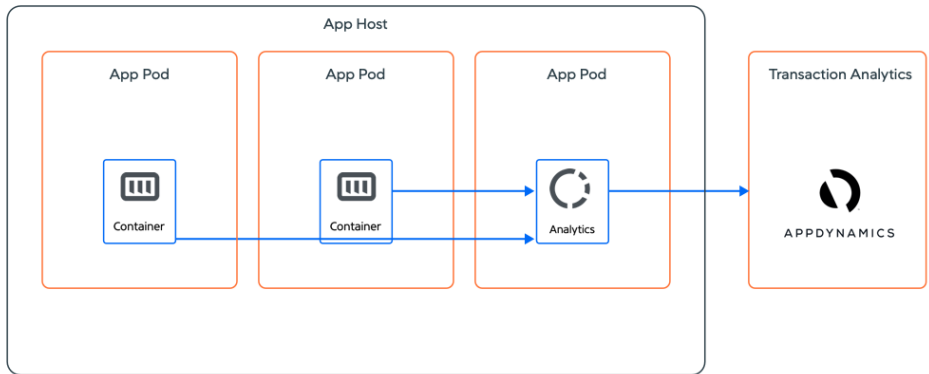 App Host
App Pod
App Pod
App Pod
Transaction Analytics
Container
Container
Analytics
APPDYNAMICS